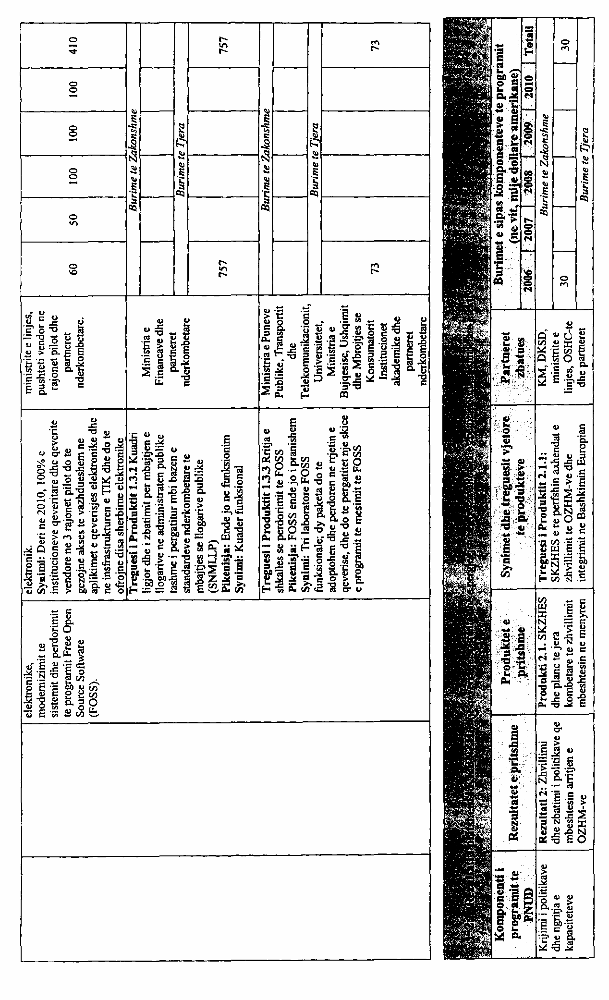 elektronike,
modernizimit te
sistemit dhe perdorimit
te programit Free Open
Source Software
(FOSS).
elektronik.
Synimi: Deri ne 2010, 100% e
institucioneve qeveritare dhe qeverite
vendore ne 3 rajonet pilot do te
gezojne akses te vazhdueshem ne
aplikimet e qeverisjes elektronike dhe
ne insfrastrukturen e TIK dhe do te
ofrojne disa sherbime elektronike
ministrite e linjes,
pushteti vendor ne
rajonet pilot dhe
partneret
nderkombetare.
60 50 100 100 100 410
Treguesi i Produktit 1.3.2 Kuadri
ligjor dhe i zbatimit per mbajtjen e
llogarive ne administraten publike
tashme i pergatitur mbi bazen e
standardeve nderkombetare te
mbajtjes se llogarive publike
(SNMLLP)
Pikenisja: Ende jo ne funksionim
Synimi: Kuader funksional
Ministria e
Financave dhe
partneret
nderkombetare
Burime te Zakonshme
Burime te Tjera
757 757
Treguesi i Produktit 1.3.3 Rritja e
shkalles se perdorimit te FOSS
Pikenisja: FOSS ende jo i pranishem
Synimi: Tri laboratore FOSS
funksionale; dy paketa do te
adoptohen dhe perdoren ne rrjetin e
qeverise, dhe do te pergatitet nje skice
e programit te mesimit te FOSS
Ministria e Puneve
Publike, Transportit
dhe
Telekomunikacionit,
Universitetet,
Ministria e
Bujqesise, Ushqimit
dhe Mbrojtjes se
Konsumatorit
Institucionet
akademike dhe
partneret
nderkombetare
Burime te Zakonshme
Burime te Tjera
73 73
Komponenti i
programit te
PNUD
Rezultatet e pritshme
Produktet e
pritshme
Synimet dhe treguesit vjetore
te produkteve
Partneret
zbatues
Burimet e sipas komponenteve te programit
(ne vit, mije dollare amerikane)
2006 2007 2008 2009 2010 Totali
Krijimi i politikave
dhe ngritja e
kapaciteteve
Rezultati 2: Zhvillimi
dhe zbatimi i politikave qe
mbeshtesin arritjen e
OZHM-ve
Produkti 2.1. SKZHES
dhe plane te jera
kombetare te zhvillimit
mbeshtesin ne menyren
Treguesi i Produktit 2.1.1:
SKZHES e re perfshin axhendat e
zhvillimit te OZHM-ve dhe
integrimit ne Bashkimin Europian
KM, DKSD,
ministrite e
linjes, OSHC-te
dhe partneret
Burime te Zakonshme
30 30
Burime te Tjera